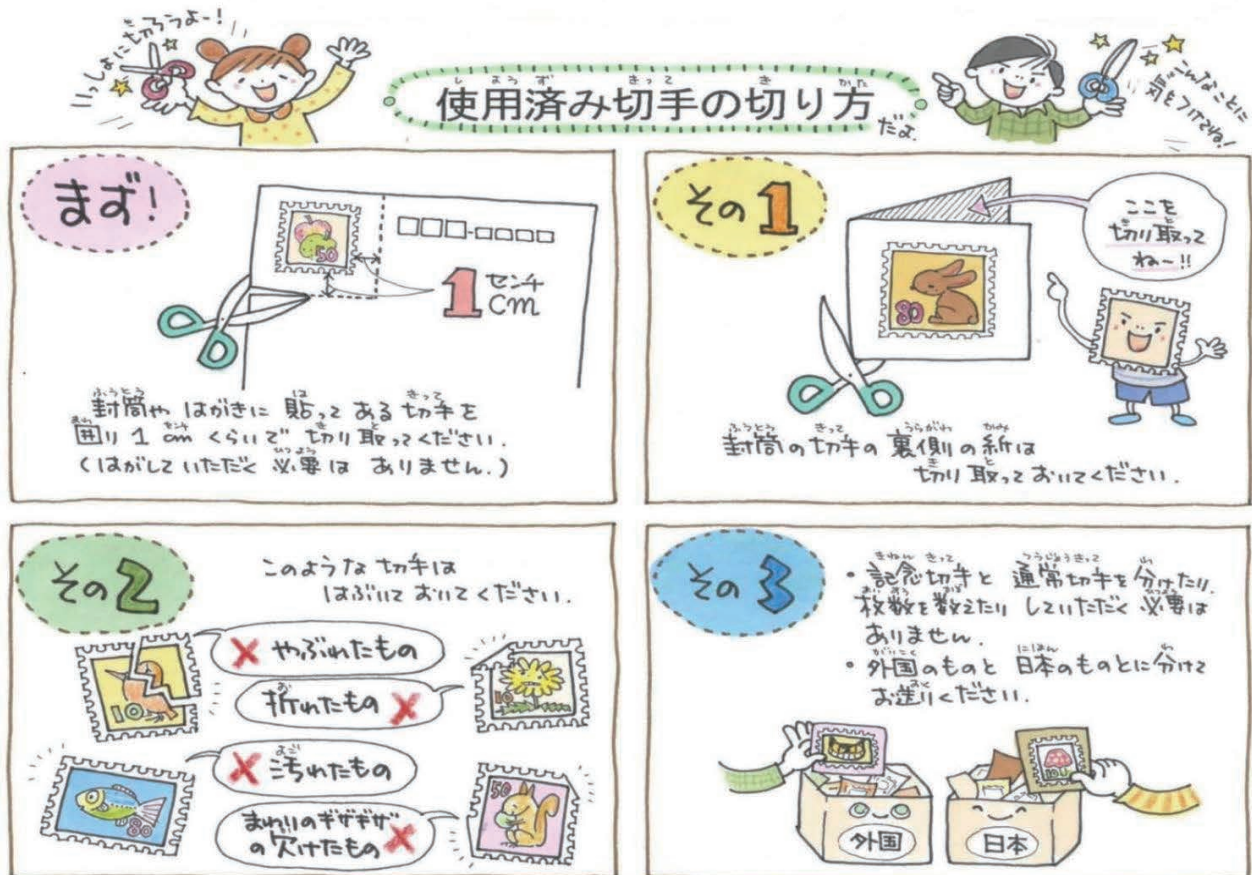 いっしょに切ろうよー!
使用済み切手の切り方
だよ.
こんなことに
気をつけてね!
まず!
50
1 センチ
cm
封筒や はがきに 貼って ある 切手を
囲り 1 cm くらいで 切り取ってください.
(はがして いただく 必要は ありません.)
その1
ここを
切り取って
ねー!!
80
封筒の切手の 裏側の紙は
切り取って おいてください.
その2
このような切手は
はぶいて おいてください.
やぶれたもの
10
折れたもの
10
汚れたもの
80
まわりのギザギザ
の欠けたもの
50
その3
・記念切手と 通常切手を分けたり.
枚数を数えたり していただく 必要は
ありません.
・外国のものと 日本のものとに分けて
お送りください.
10
外国
日本